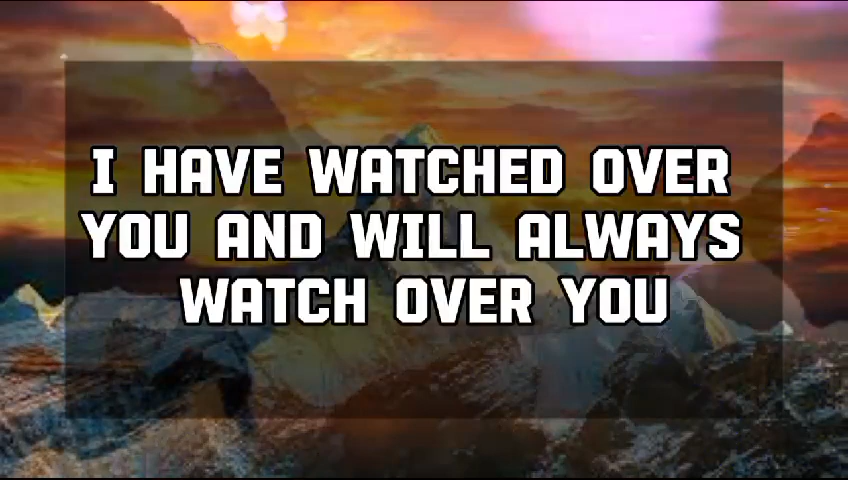 I HAVE WATCHED OVER
YOU AND WILL ALWAYS
WATCH OVER YOU